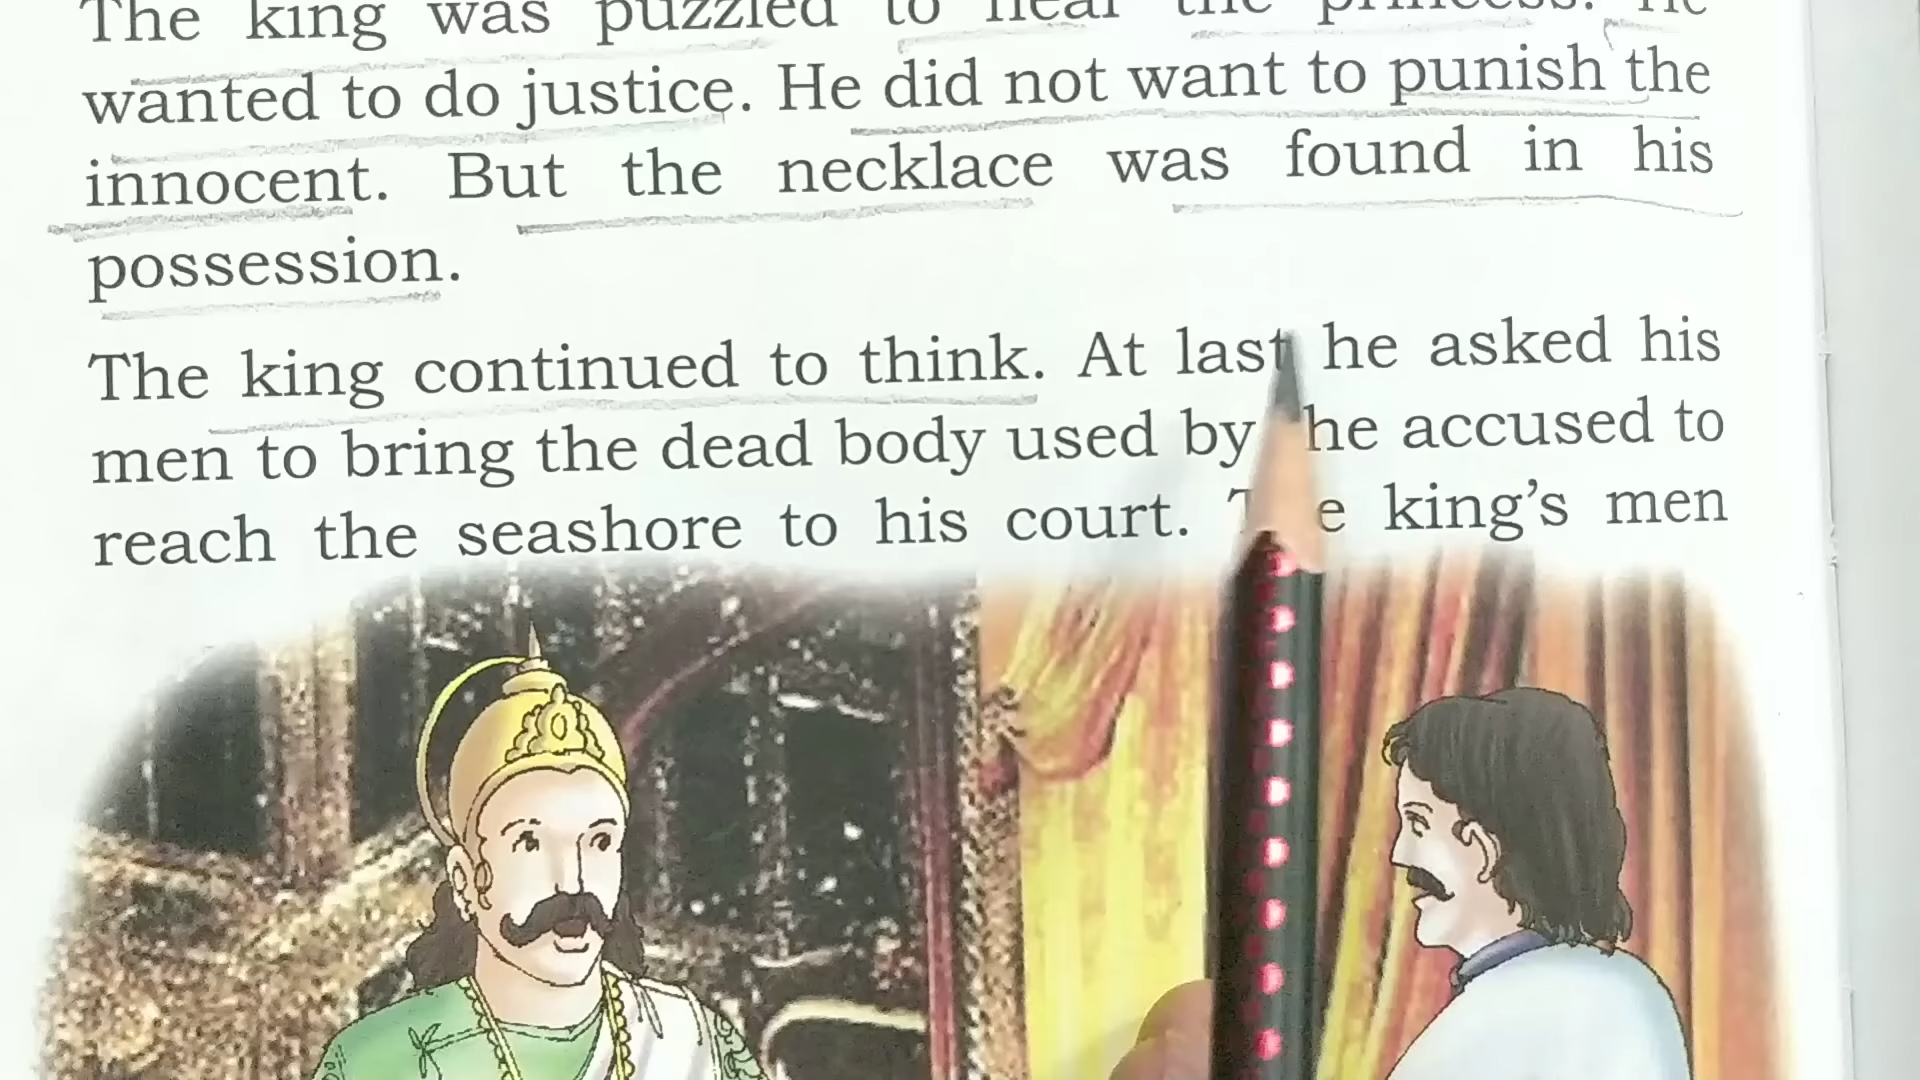 The king was puzzled to hear the princess. He
wanted to do justice. He did not want to punish the
innocent. But the necklace was found in his
possession.
The king continued to think. At last he asked his
men to bring the dead body used by he accused to
reach the seashore to his court. T e king's men